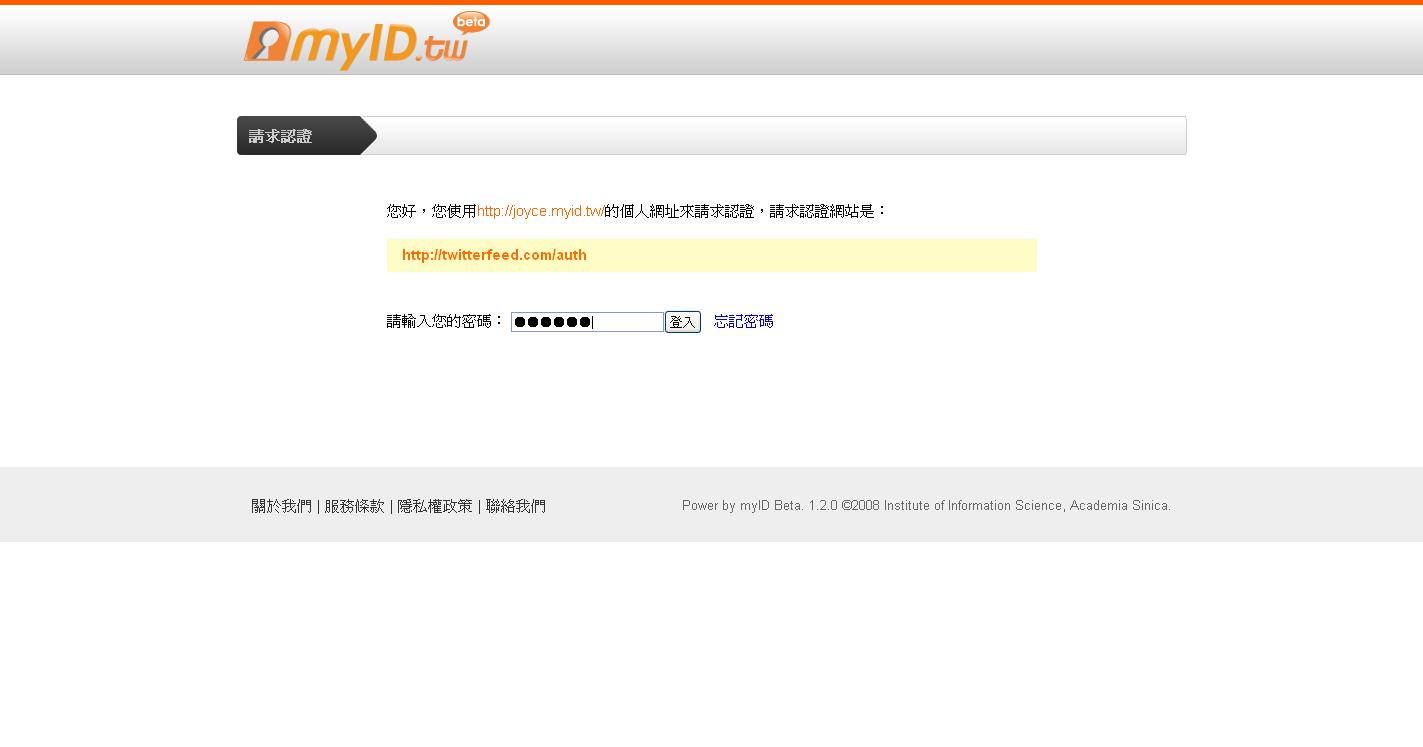 myID.tw beta
請求認證
您好，您使用http://joyce.myid.tw/的個人網址來請求認證，請求認證網站是：
http://twitterfeed.com/auth
請輸入您的密碼： ●●●●●● 登入 忘記密碼
關於我們 | 服務條款 | 隱私權政策 | 聯絡我們 Power by myID Beta. 1.2.0 ©2008 Institute of Information Science, Academia Sinica.